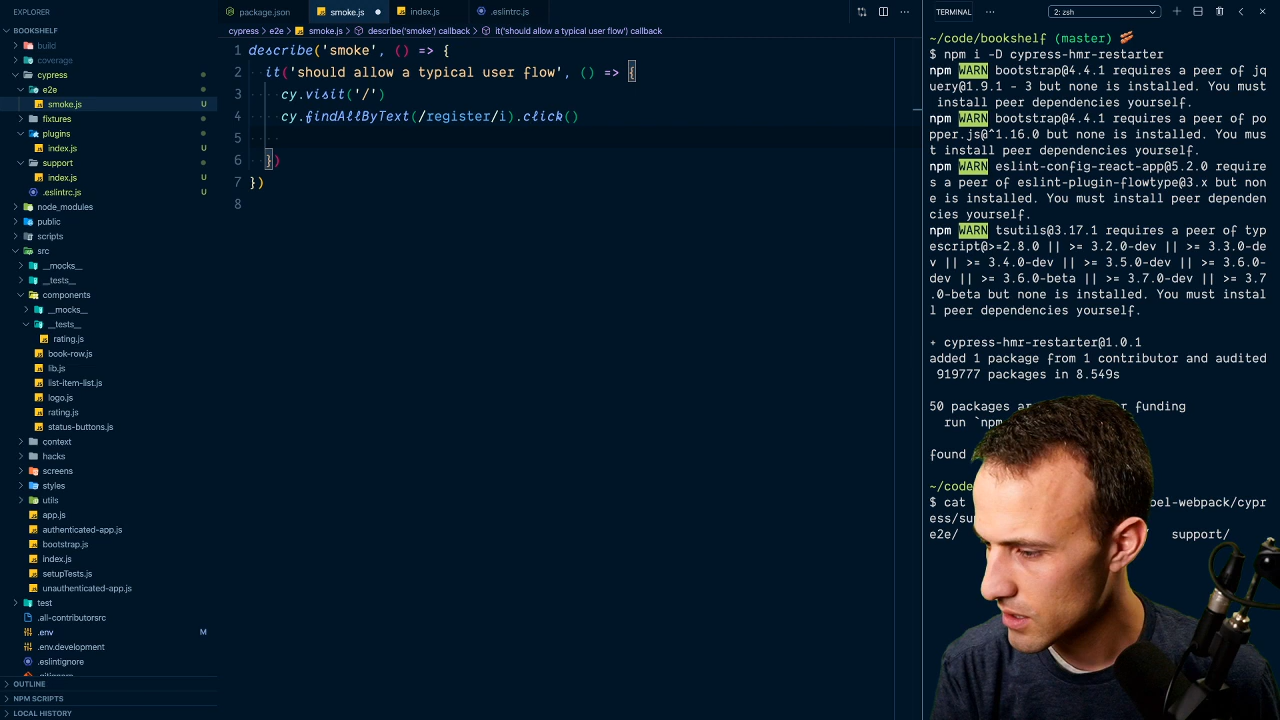 EXPLORER
BOOKSHELF
build
coverage
cypress
e2e
smoke.js U
fixtures
plugins
index.js U
support
index.js U
.eslintrc.js U
node_modules
public
scripts
src
__mocks__
__tests__
components
__mocks__
__tests__
rating.js
book-row.js
lib.js
list-item-list.js
logo.js
rating.js
status-buttons.js
context
hacks
screens
styles
utils
app.js
authenticated-app.js
bootstrap.js
index.js
setupTests.js
unauthenticated-app.js
test
.all-contributorsrc
.env M
.env.development
.eslintignore
OUTLINE
NPM SCRIPTS
LOCAL HISTORY
package.json smoke.js index.js .eslintrc.js
cypress > e2e > smoke.js > describe('smoke') callback > it('should allow a typical user flow') callback
1 describe('smoke', () => {
2 it('should allow a typical user flow', () => {
3 cy.visit('/')
4 cy.findAllByText(/register/i).click()
5
6 })
7 })
8
TERMINAL ... 2: zsh
~/code/bookshelf (master) 🥓
$ npm i -D cypress-hmr-restarter
npm WARN bootstrap@4.4.1 requires a peer of jq
uery@1.9.1 - 3 but none is installed. You must
install peer dependencies yourself.
npm WARN bootstrap@4.4.1 requires a peer of po
pper.js@^1.16.0 but none is installed. You mus
t install peer dependencies yourself.
npm WARN eslint-config-react-app@5.2.0 require
s a peer of eslint-plugin-flowtype@3.x but non
e is installed. You must install peer dependen
cies yourself.
npm WARN tsutils@3.17.1 requires a peer of typ
escript@>=2.8.0 || >= 3.2.0-dev || >= 3.3.0-de
v || >= 3.4.0-dev || >= 3.5.0-dev || >= 3.6.0-
dev || >= 3.6.0-beta || >= 3.7.0-dev || >= 3.7
.0-beta but none is installed. You must instal
l peer dependencies yourself.
+ cypress-hmr-restarter@1.0.1
added 1 package from 1 contributor and audited
919777 packages in 8.549s
50 packages ar r funding
run `npm
found
~/code
$ cat bel-webpack/cypr
ess/su
e2e/ support/